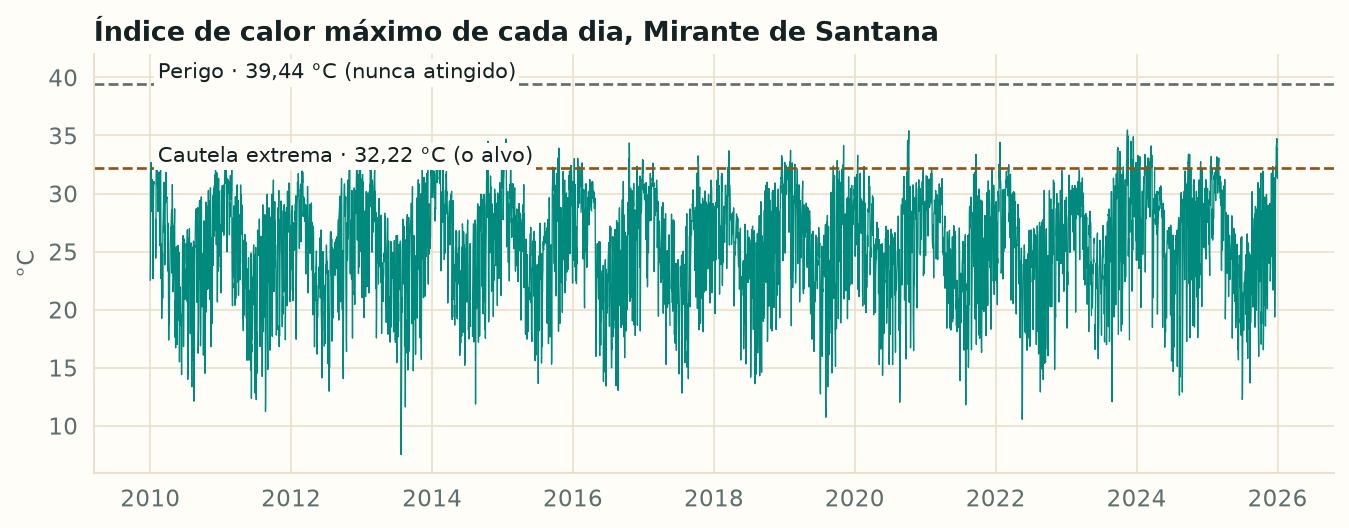 Índice de calor máximo de cada dia, Mirante de Santana
Perigo · 39,44 °C (nunca atingido)
Cautela extrema · 32,22 °C (o alvo)
°C
40
35
30
25
20
15
10
2010 2012 2014 2016 2018 2020 2022 2024 2026